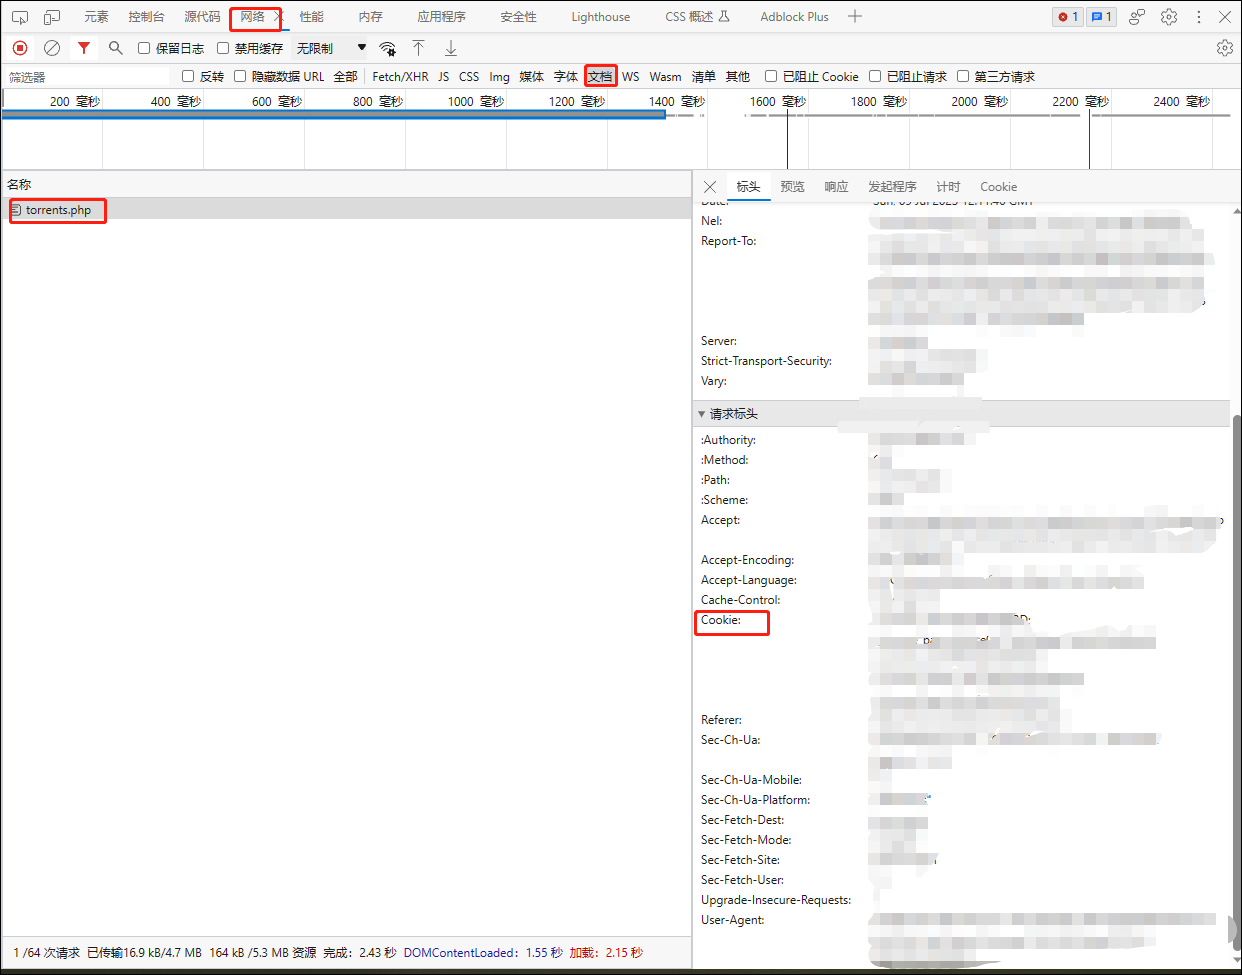 元素 控制台 源代码 网络 性能 内存 应用程序 安全性 Lighthouse CSS 概述 Adblock Plus 1 1
保留日志 禁用缓存 无限制
筛选器 反转 隐藏数据 URL 全部 Fetch/XHR JS CSS Img 媒体 字体 文档 WS Wasm 清单 其他 已阻止 Cookie 已阻止请求 第三方请求
200 毫秒 400 毫秒 600 毫秒 800 毫秒 1000 毫秒 1200 毫秒 1400 毫秒 1600 毫秒 1800 毫秒 2000 毫秒 2200 毫秒 2400 毫秒
名称
torrents.php
标头 预览 响应 发起程序 计时 Cookie
Date:
Nel:
Report-To:
Server:
Strict-Transport-Security:
Vary:
请求标头
:Authority:
:Method:
:Path:
:Scheme:
Accept:
Accept-Encoding:
Accept-Language:
Cache-Control:
Cookie:
Referer:
Sec-Ch-Ua:
Sec-Ch-Ua-Mobile:
Sec-Ch-Ua-Platform:
Sec-Fetch-Dest:
Sec-Fetch-Mode:
Sec-Fetch-Site:
Sec-Fetch-User:
Upgrade-Insecure-Requests:
User-Agent:
1 /64 次请求 已传输16.9 kB/4.7 MB 164 kB /5.3 MB 资源 完成：2.43 秒 DOMContentLoaded：1.55 秒 加载：2.15 秒